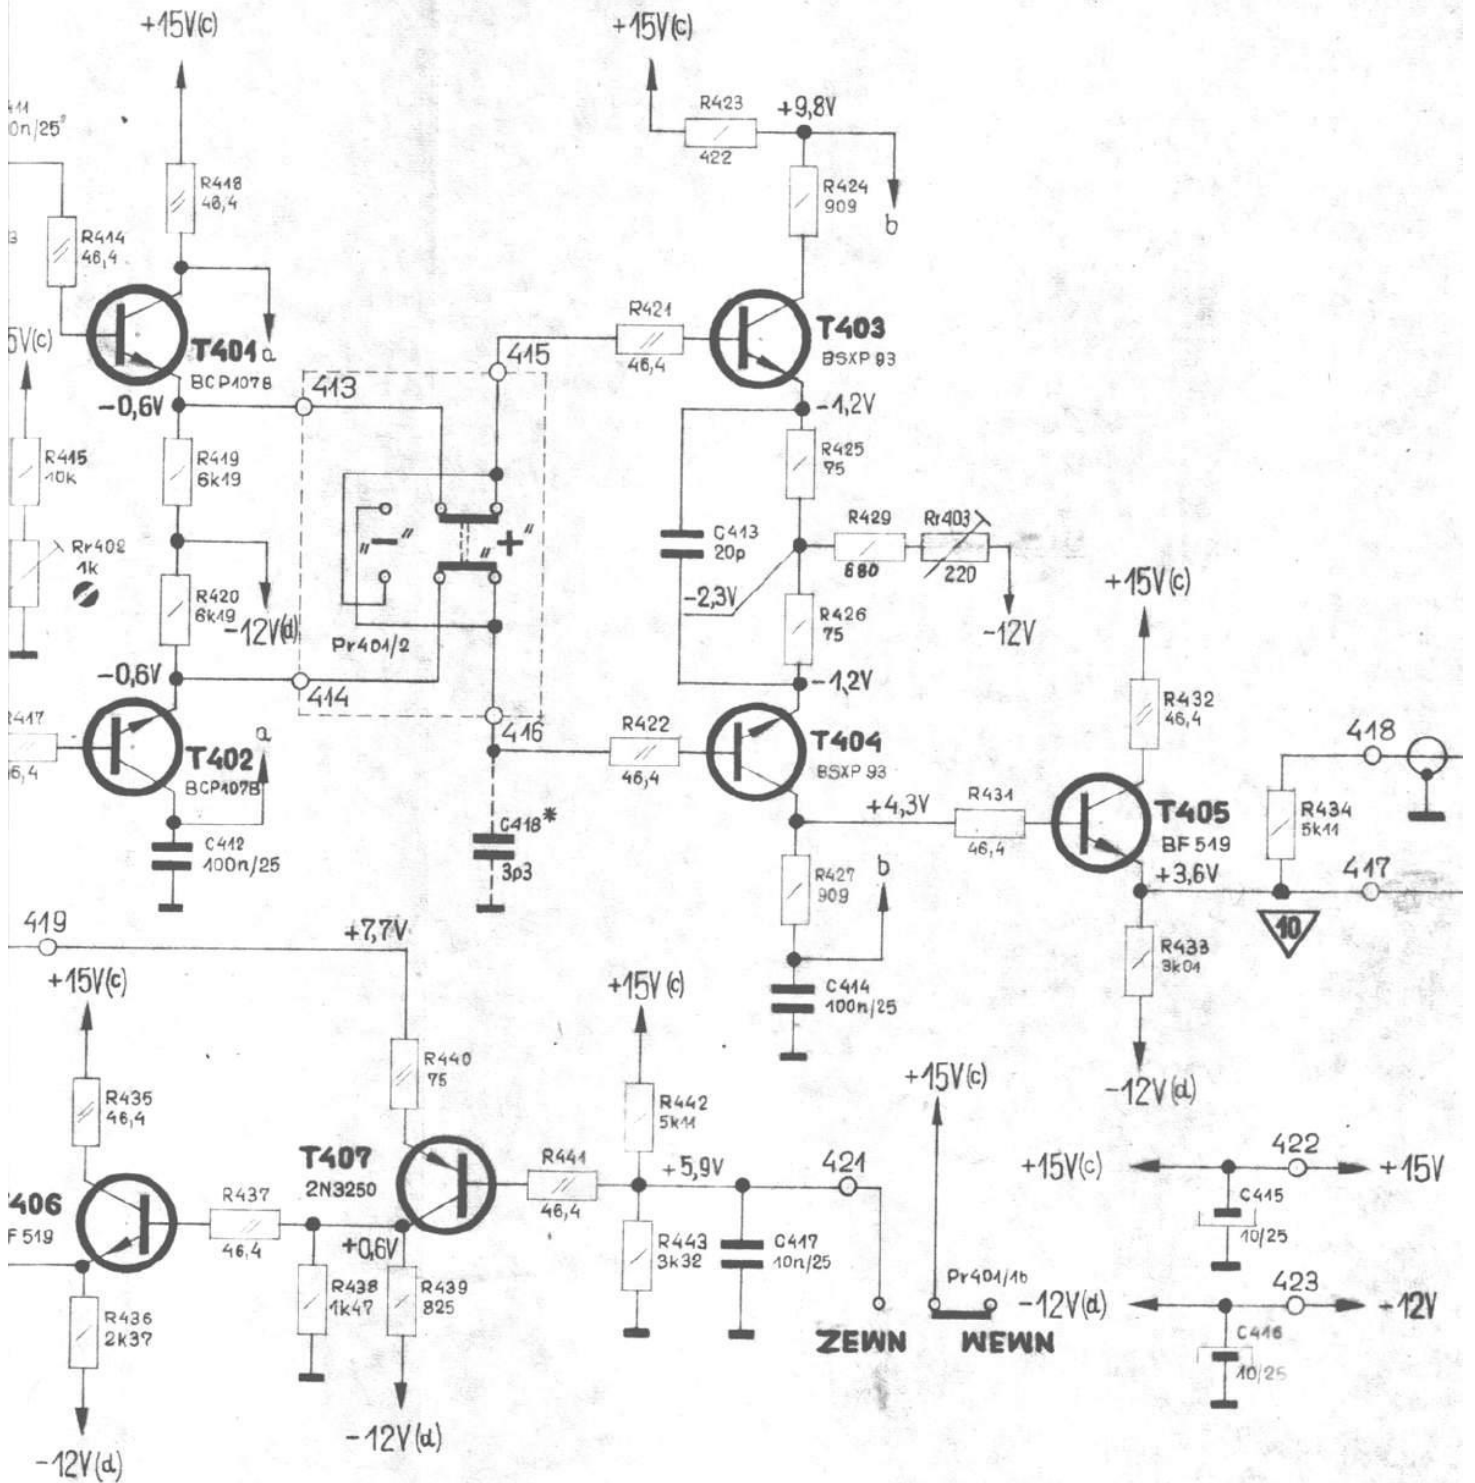 +15V(c)
+15V(c)
R423
422
+9,8V
R418
46,4
R424
909
b
R414
46,4
T401
BCP107B
a
-0,6V
413
415
R421
46,4
T403
BSXP 93
-1,2V
R415
10k
R419
6k19
R425
75
Rr402
1k
"-"
"+"
C413
20p
R429
680
Rr403
220
R420
6k19
-12V(d)
Pr401/2
-2,3V
R426
75
-12V
+15V(c)
-0,6V
414
416
-1,2V
R432
46,4
R417
T402
BCP107B
a
R422
46,4
T404
BSXP 93
418
C412
100n/25
C418*
3p3
+4,3V
R431
46,4
T405
BF 519
R434
5k11
+3,6V
417
R427
909
b
10
419
+7,7V
R433
3k01
+15V(c)
+15V(c)
C414
100n/25
R440
75
+15V(c)
-12V(d)
R435
46,4
R442
5k11
T407
2N3250
R441
46,4
+5,9V
421
+15V(c)
422
+15V
C415
10/25
406
F 519
R437
46,4
+0,6V
R443
3k32
C417
10n/25
R438
1k47
R439
825
Pr401/1b
-12V(d)
423
-12V
ZEWN
WEWN
C416
10/25
R436
2k37
-12V(d)
-12V(d)